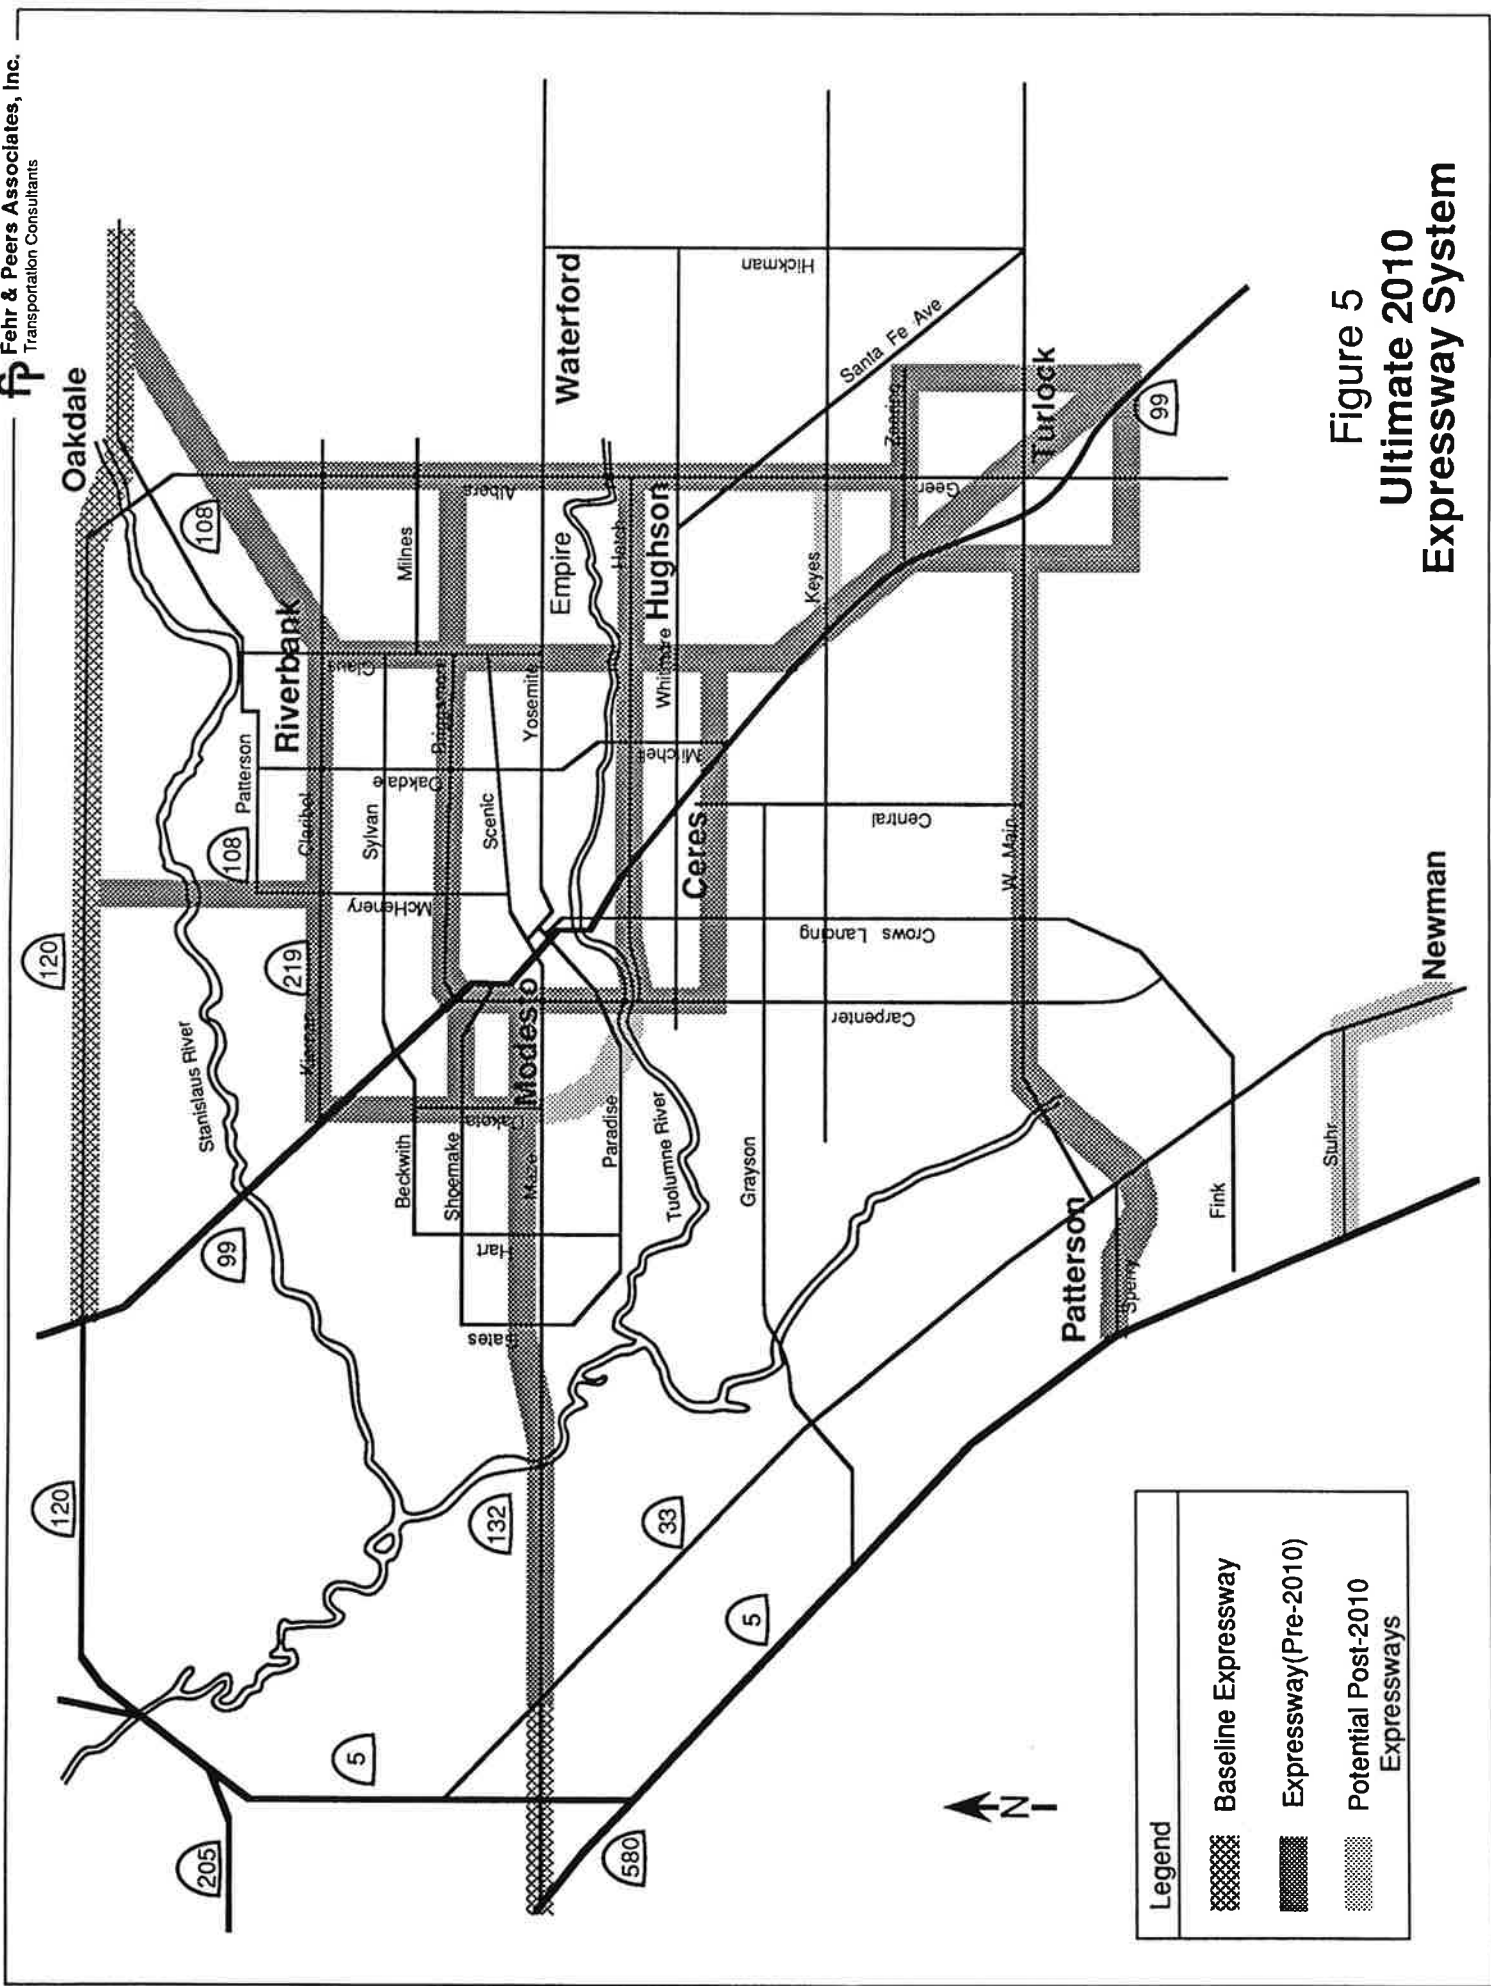 Fehr & Peers Associates, Inc.
Transportation Consultants
fp
Oakdale
120
108
Stanislaus River
219
108
Patterson
Riverbank
99
Kiernan
Claribel
Claus
Sylvan
McHenery
Oakdale
Milnes
Beckwith
Shoemake
Dakota
Briggsmore
Scenic
Albers
120
205
5
132
Gates
Hart
Maze
Modesto
Yosemite
Empire
Waterford
Paradise
Hatch
Hughson
Tuolumne River
33
Ceres
Whitmore
Mitchell
Hickman
5
580
Grayson
Carpenter
Crows Landing
Central
Keyes
Santa Fe Ave
Zeering
Geer
W. Main
Turlock
99
Patterson
Sperry
Fink
Stuhr
Newman
N
Legend
Baseline Expressway
Expressway(Pre-2010)
Potential Post-2010
Expressways
Figure 5
Ultimate 2010
Expressway System